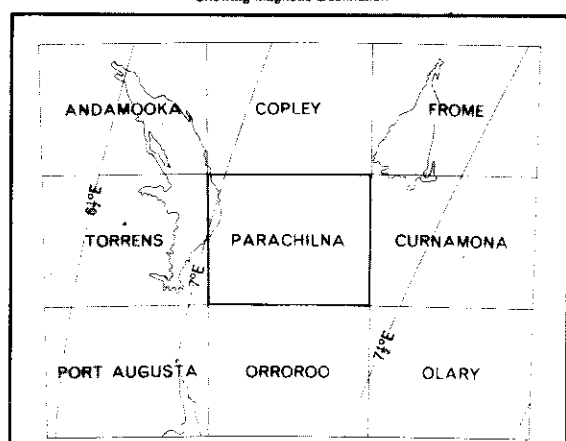 Showing Magnetic Declination
ANDAMOOKA COPLEY FROME
6½°E
TORRENS PARACHILNA CURNAMONA
7°E
7½°E
PORT AUGUSTA ORROROO OLARY